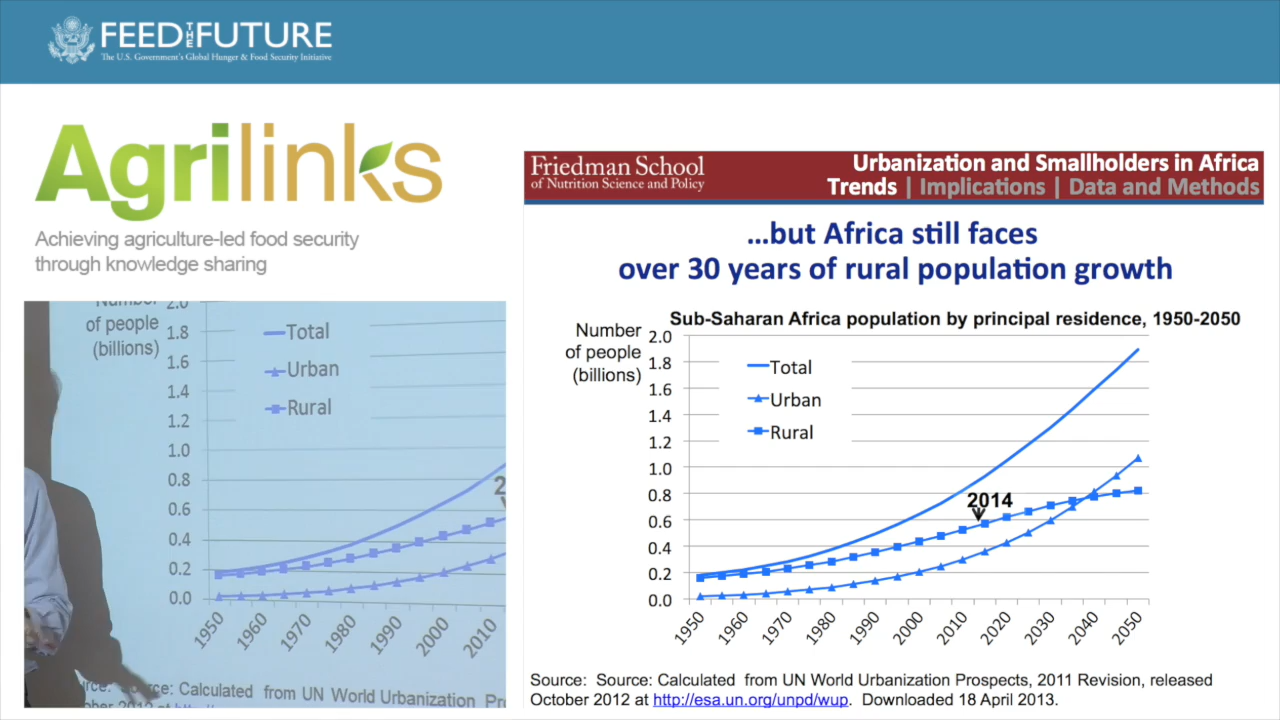 FEED THE FUTURE
The U.S. Government's Global Hunger & Food Security Initiative
Agrilinks
Achieving agriculture-led food security
through knowledge sharing
Number
of people
(billions)
2.0
1.8
1.6
1.4
1.2
1.0
0.8
0.6
0.4
0.2
0.0
Total
Urban
Rural
1950
1960
1970
1980
1990
2000
2010
Calculated from UN World Urbanization
Friedman School
of Nutrition Science and Policy
Urbanization and Smallholders in Africa
Trends | Implications | Data and Methods
...but Africa still faces
over 30 years of rural population growth
Sub-Saharan Africa population by principal residence, 1950-2050
Number
of people
(billions)
2.0
1.8
1.6
1.4
1.2
1.0
0.8
0.6
0.4
0.2
0.0
Total
Urban
Rural
2014
1950
1960
1970
1980
1990
2000
2010
2020
2030
2040
2050
Source: Source: Calculated from UN World Urbanization Prospects, 2011 Revision, released
October 2012 at http://esa.un.org/unpd/wup. Downloaded 18 April 2013.